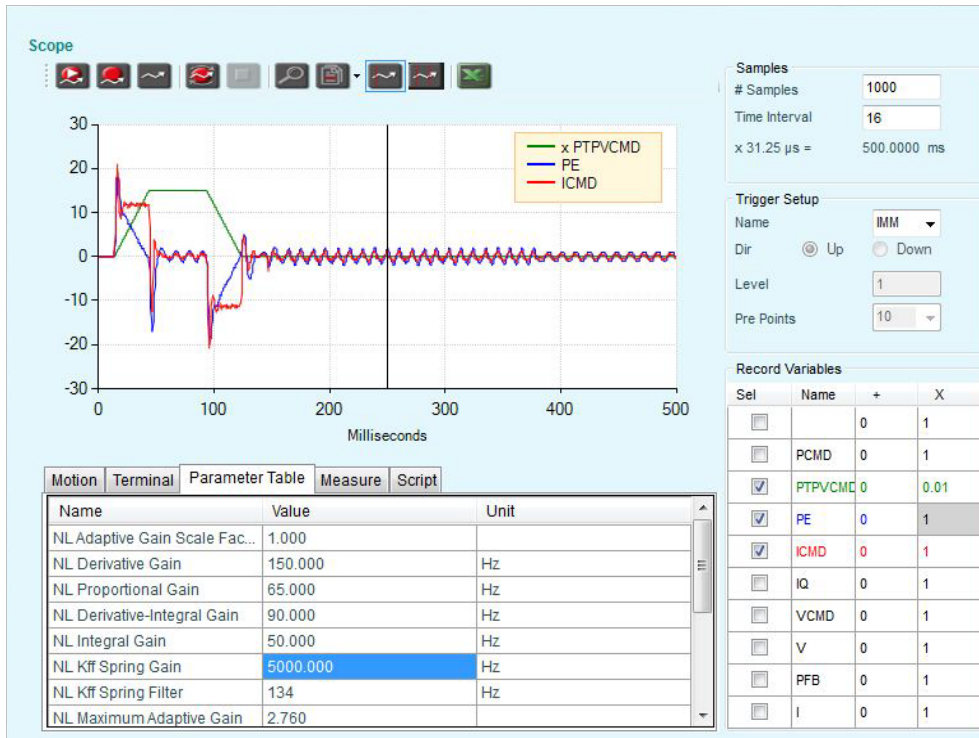 Scope
30
20
10
0
-10
-20
-30
0 100 200 300 400 500
Milliseconds
x PTPVCMD
PE
ICMD
Samples
# Samples 1000
Time Interval 16
x 31.25 µs = 500.0000 ms
Trigger Setup
Name IMM
Dir Up Down
Level 1
Pre Points 10
Record Variables
Sel Name + X
0 1
PCMD 0 1
PTPVCMD 0 0.01
PE 0 1
ICMD 0 1
IQ 0 1
VCMD 0 1
V 0 1
PFB 0 1
I 0 1
Motion Terminal Parameter Table Measure Script
Name Value Unit
NL Adaptive Gain Scale Fac... 1.000
NL Derivative Gain 150.000 Hz
NL Proportional Gain 65.000 Hz
NL Derivative-Integral Gain 90.000 Hz
NL Integral Gain 50.000 Hz
NL Kff Spring Gain 5000.000 Hz
NL Kff Spring Filter 134 Hz
NL Maximum Adaptive Gain 2.760